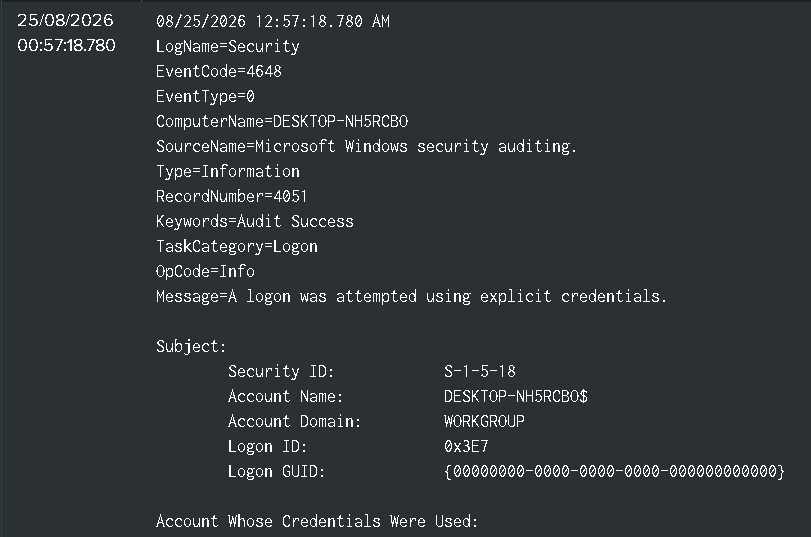 25/08/2026
00:57:18.780
08/25/2026 12:57:18.780 AM
LogName=Security
EventCode=4648
EventType=0
ComputerName=DESKTOP-NH5RCBO
SourceName=Microsoft Windows security auditing.
Type=Information
RecordNumber=4051
Keywords=Audit Success
TaskCategory=Logon
OpCode=Info
Message=A logon was attempted using explicit credentials.
Subject:
Security ID: S-1-5-18
Account Name: DESKTOP-NH5RCBO$
Account Domain: WORKGROUP
Logon ID: 0x3E7
Logon GUID: {00000000-0000-0000-0000-000000000000}
Account Whose Credentials Were Used: